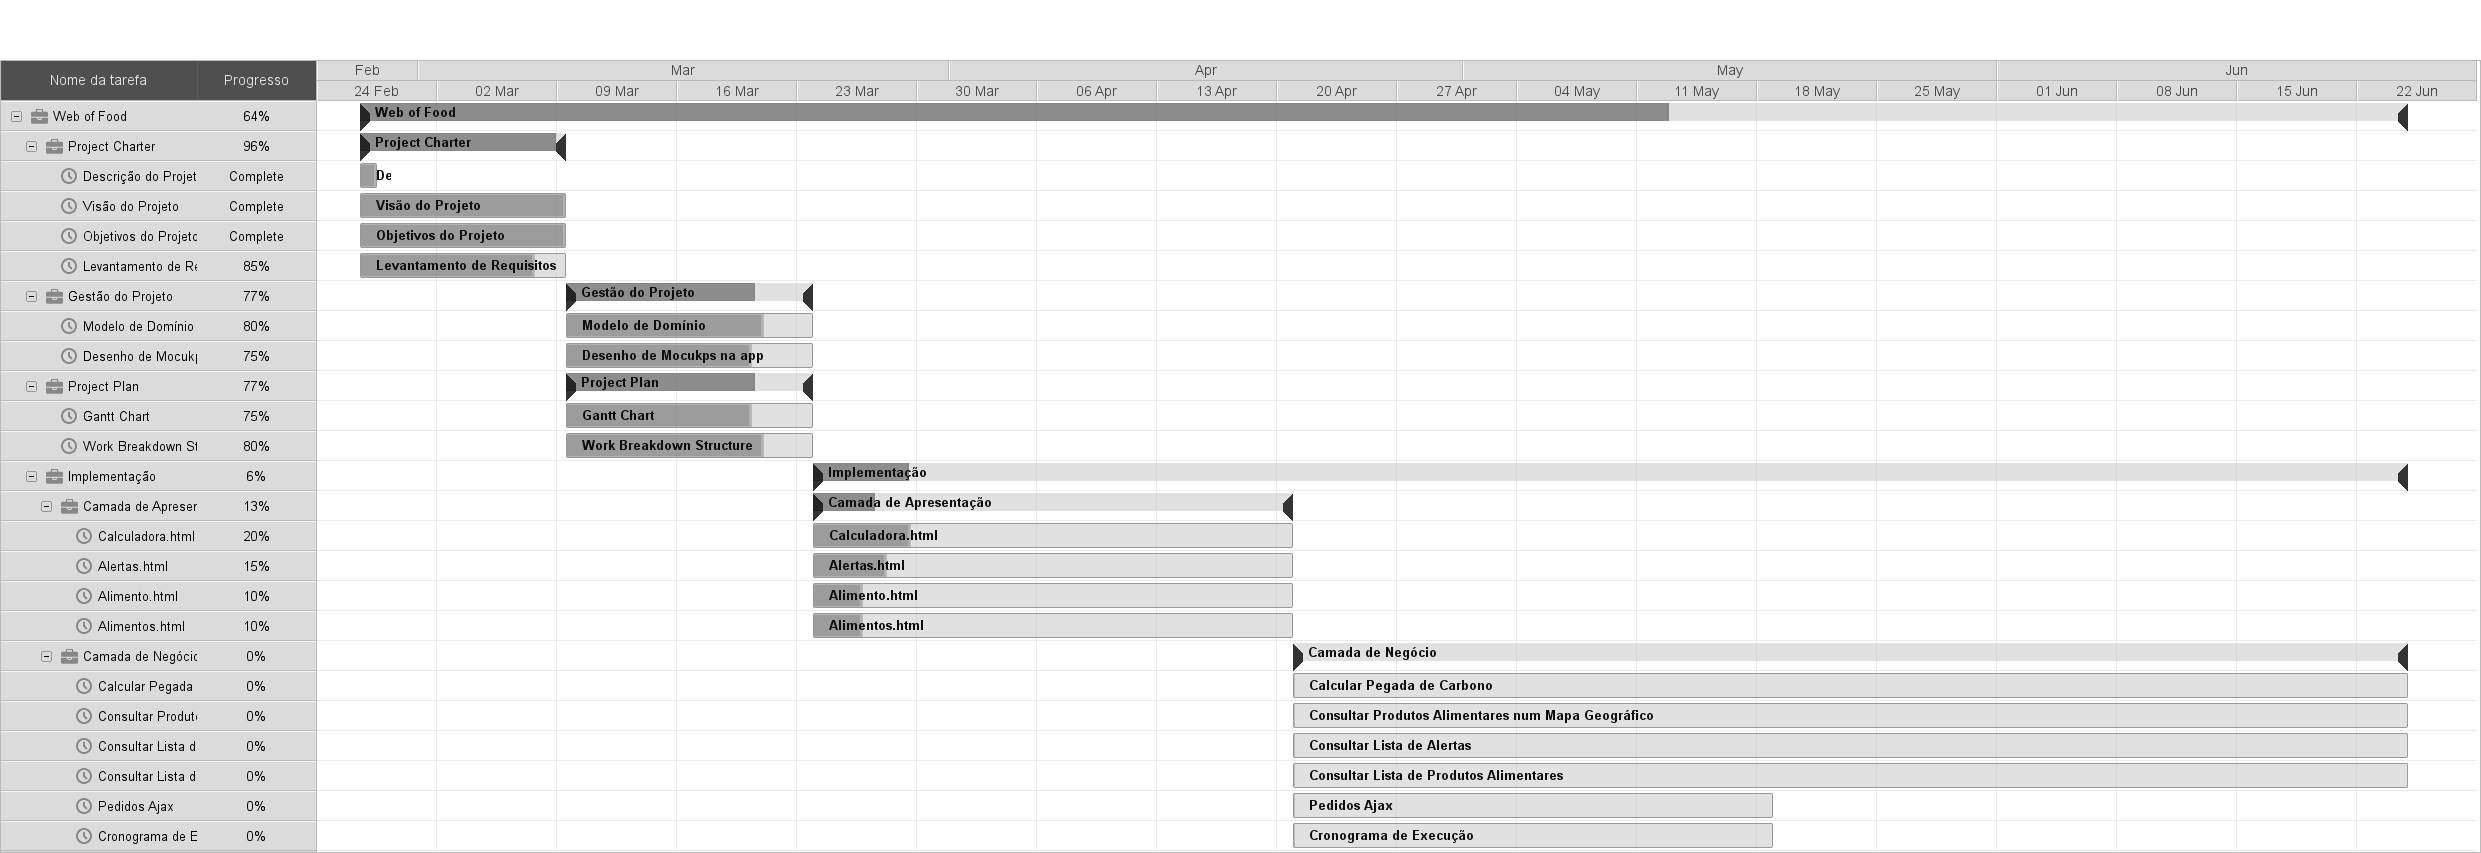 Nome da tarefa Progresso Feb Mar Apr May Jun
24 Feb 02 Mar 09 Mar 16 Mar 23 Mar 30 Mar 06 Apr 13 Apr 20 Apr 27 Apr 04 May 11 May 18 May 25 May 01 Jun 08 Jun 15 Jun 22 Jun
Web of Food 64% Web of Food
Project Charter 96% Project Charter
Descrição do Projet Complete De
Visão do Projeto Complete Visão do Projeto
Objetivos do Projeto Complete Objetivos do Projeto
Levantamento de Re 85% Levantamento de Requisitos
Gestão do Projeto 77% Gestão do Projeto
Modelo de Domínio 80% Modelo de Domínio
Desenho de Mocukp 75% Desenho de Mocukps na app
Project Plan 77% Project Plan
Gantt Chart 75% Gantt Chart
Work Breakdown St 80% Work Breakdown Structure
Implementação 6% Implementação
Camada de Apreser 13% Camada de Apresentação
Calculadora.html 20% Calculadora.html
Alertas.html 15% Alertas.html
Alimento.html 10% Alimento.html
Alimentos.html 10% Alimentos.html
Camada de Negócio 0% Camada de Negócio
Calcular Pegada 0% Calcular Pegada de Carbono
Consultar Produto 0% Consultar Produtos Alimentares num Mapa Geográfico
Consultar Lista d 0% Consultar Lista de Alertas
Consultar Lista d 0% Consultar Lista de Produtos Alimentares
Pedidos Ajax 0% Pedidos Ajax
Cronograma de E 0% Cronograma de Execução